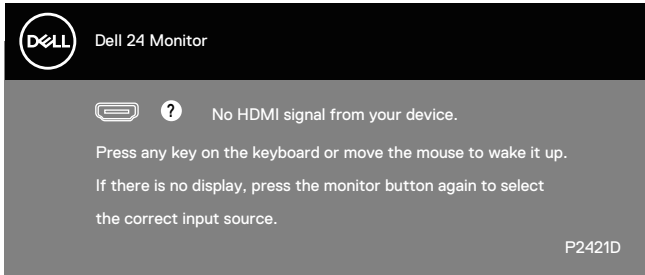 DELL
Dell 24 Monitor
? No HDMI signal from your device.
Press any key on the keyboard or move the mouse to wake it up.
If there is no display, press the monitor button again to select
the correct input source.
P2421D